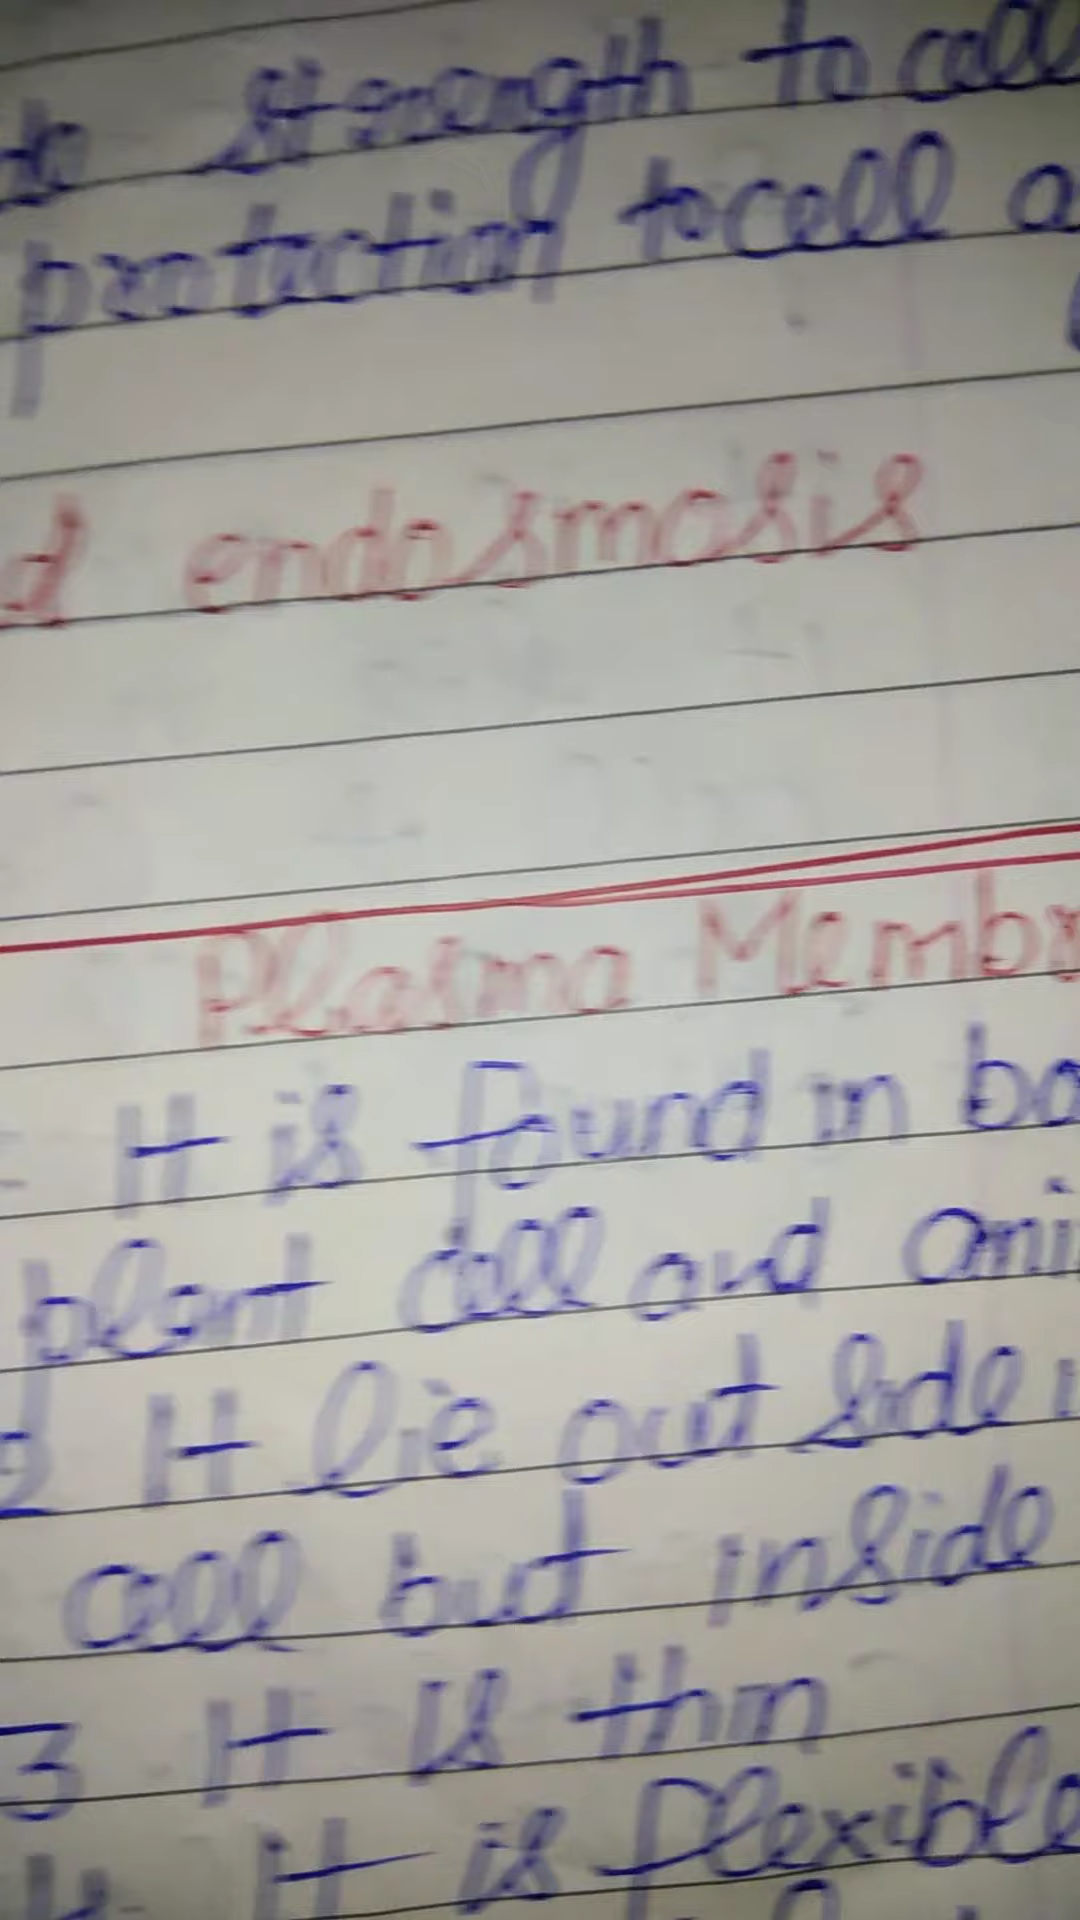 strength to cell
protection to cell a
d endosmosis
Plasma Memb
It is found in bo
plant cell and ani
2 It lie out side i
cell but inside
3 It is thin
4. It is flexible